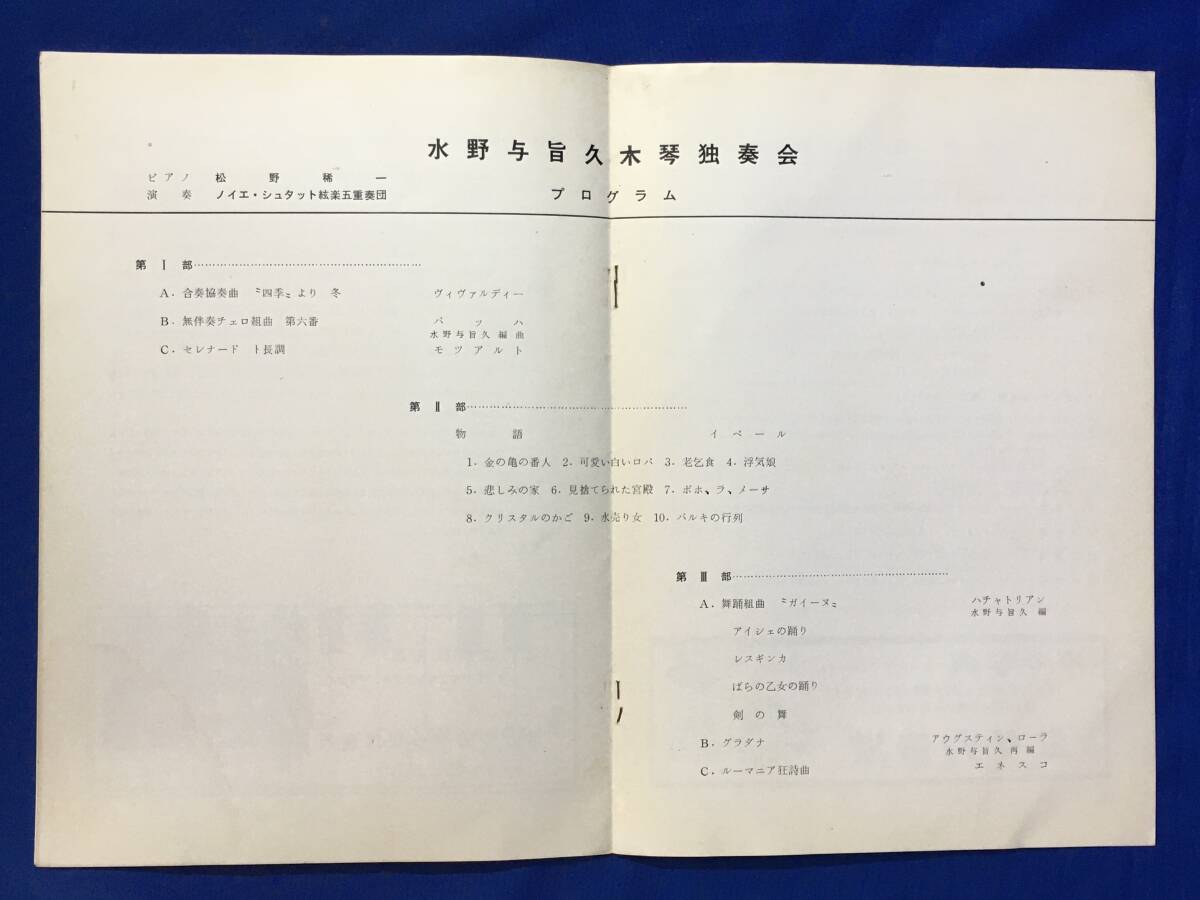 水野与旨久木琴独奏会
ピアノ 松野稀一
演奏 ノイエ・シュタット絃楽五重奏団
プログラム
第Ⅰ部
A. 合奏協奏曲 〝四季〟より 冬 ヴィヴァルディー
B. 無伴奏チェロ組曲 第六番 バッハ
水野与旨久編曲
C. セレナード ト長調 モツアルト
第Ⅱ部
物語 イベール
1. 金の亀の番人 2. 可愛い白いロバ 3. 老乞食 4. 浮気娘
5. 悲しみの家 6. 見捨てられた宮殿 7. ボホ、ラ、メーサ
8. クリスタルのかご 9. 水売り女 10. バルキの行列
第Ⅲ部
A. 舞踊組曲 〝ガイーヌ〟 ハチャトリアン
水野与旨久 編
アイシェの踊り
レスギンカ
ばらの乙女の踊り
剣の舞
B. グラダナ アウグスティン、ローラ
水野与旨久再編
C. ルーマニア狂詩曲 エネスコ